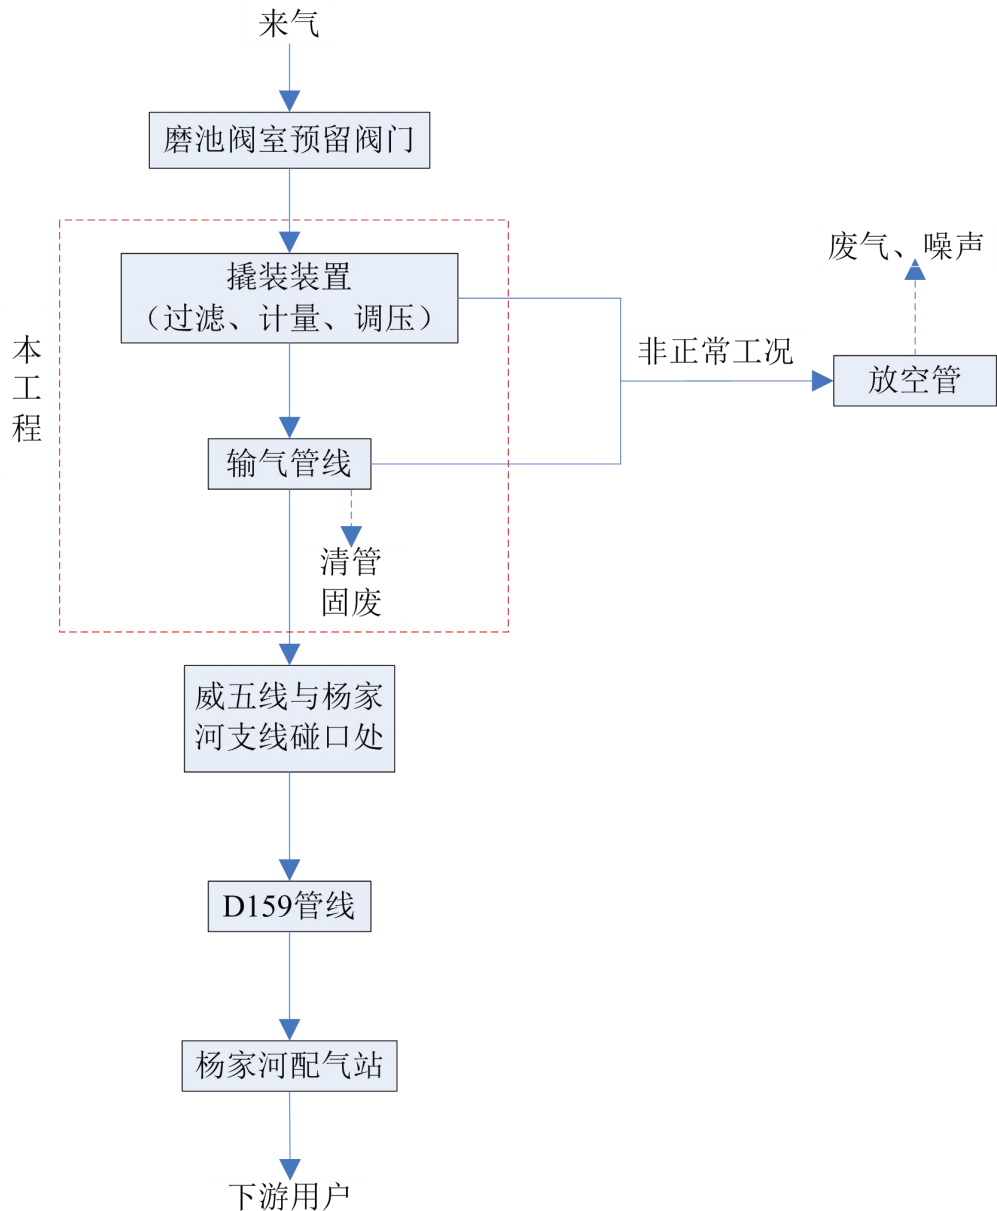 来气
磨池阀室预留阀门
撬装装置
（过滤、计量、调压）
废气、噪声
本
工
程
非正常工况
放空管
输气管线
清管
固废
威五线与杨家
河支线碰口处
D159管线
杨家河配气站
下游用户